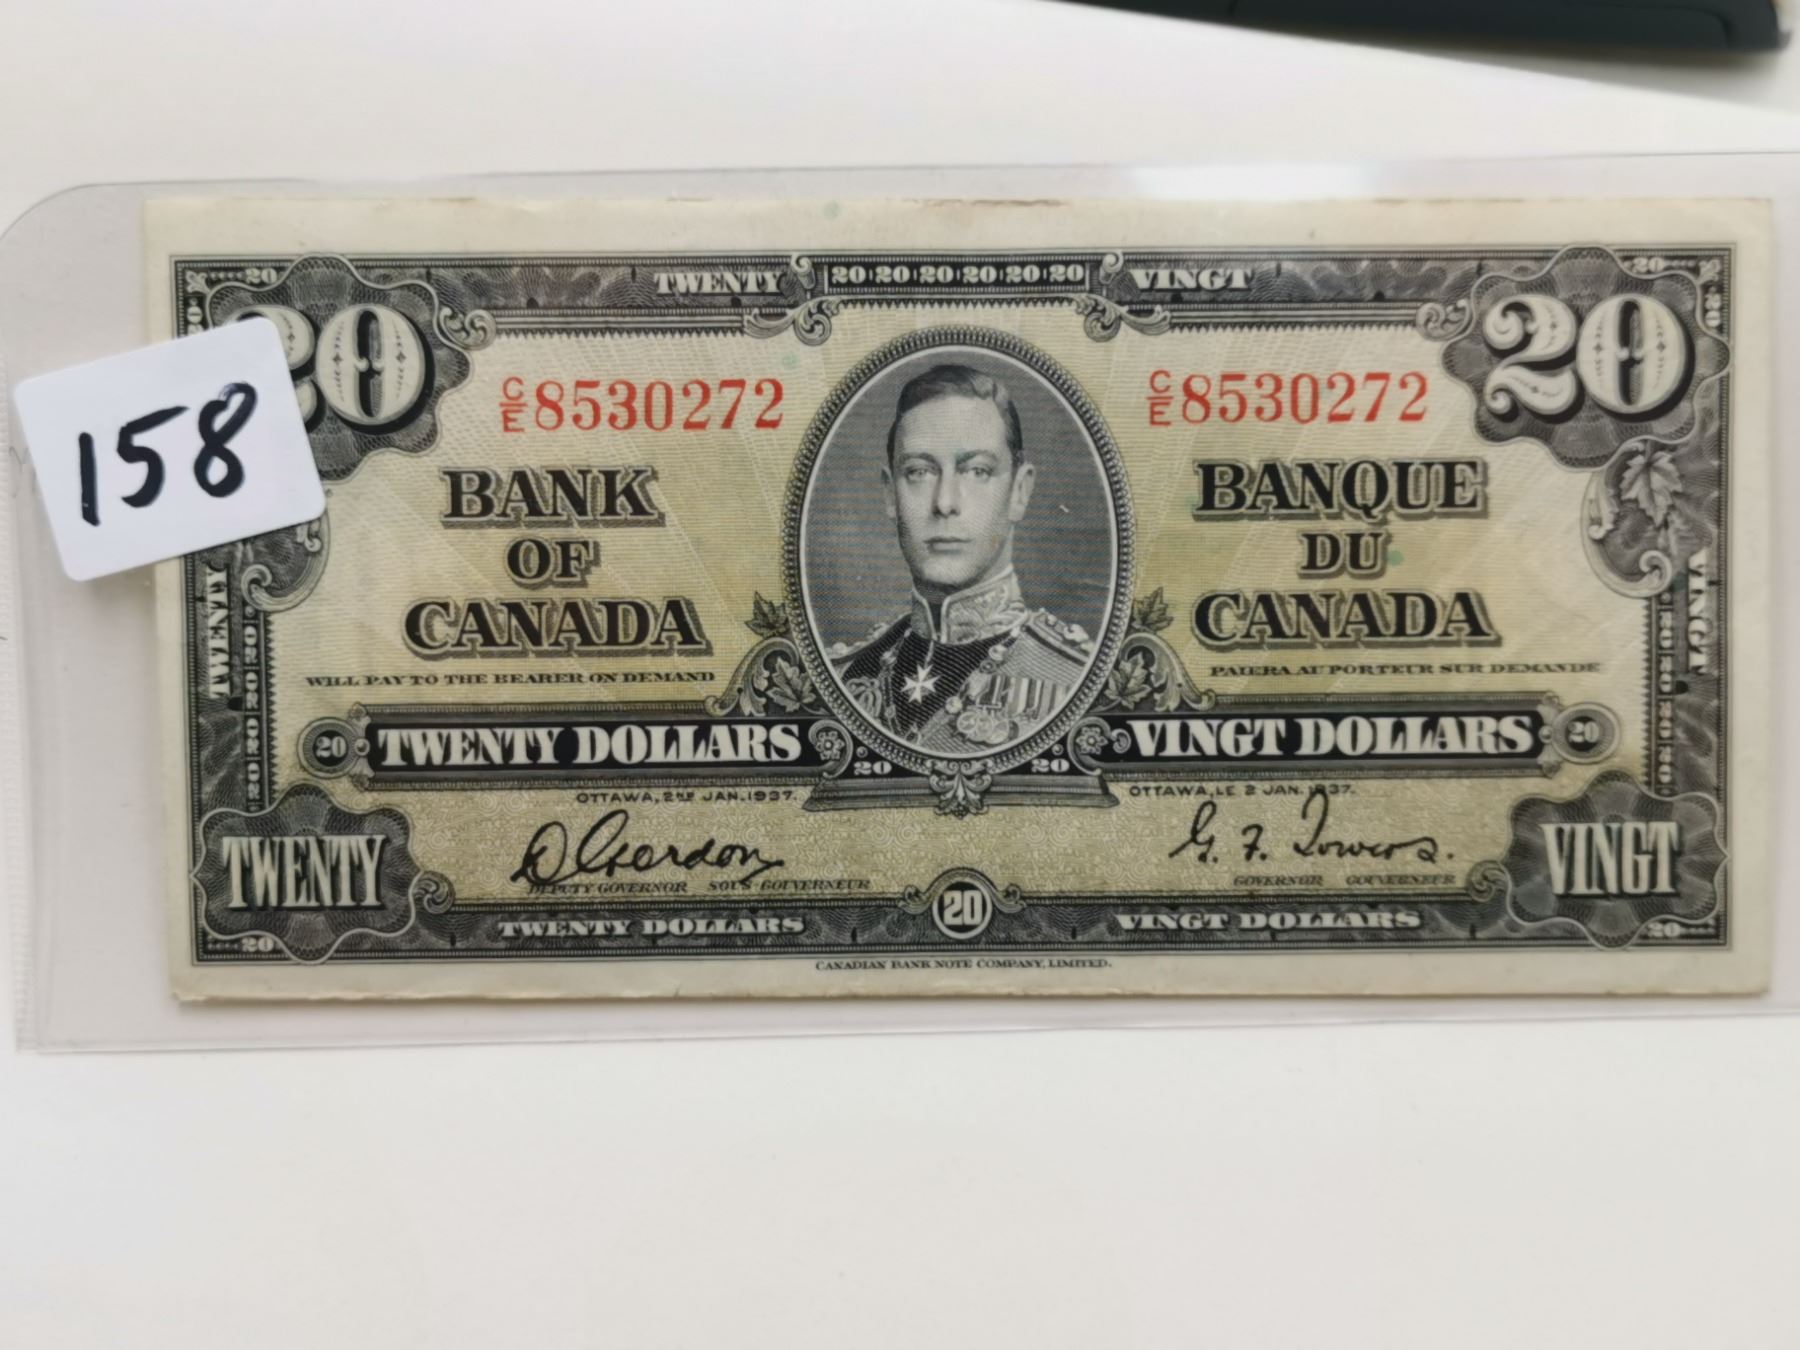 TWENTY 20·20·20·20·20·20 VINGT
20 20
158
C/E 8530272 C/E 8530272
BANK OF CANADA
BANQUE DU CANADA
WILL PAY TO THE BEARER ON DEMAND
PAIERA AU PORTEUR SUR DEMANDE
TWENTY
VINGT
20 TWENTY DOLLARS 20 20 VINGT DOLLARS 20
OTTAWA, 2ND JAN. 1937.
OTTAWA, LE 2 JAN. 1937.
D Gordon
G. F. Towers.
DEPUTY GOVERNOR SOUS-GOUVERNEUR
GOVERNOR GOUVERNEUR
TWENTY
VINGT
TWENTY DOLLARS 20 VINGT DOLLARS
20 20
CANADIAN BANK NOTE COMPANY, LIMITED.